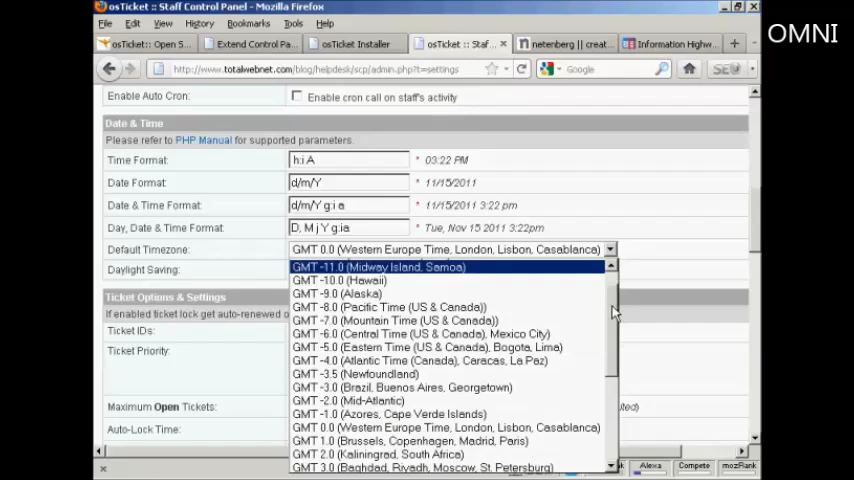 osTicket :: Staff Control Panel - Mozilla Firefox
OMNI
File Edit View History Bookmarks Tools Help
osTicket:: Open S... Extend Control Pa... osTicket Installer osTicket :: Staf... netenberg || creat... Information Highw...
http://www.totalwebnet.com/blog/helpdesk/scp/admin.php?t=settings Google
Enable Auto Cron: Enable cron call on staff's activity
Date & Time
Please refer to PHP Manual for supported parameters.
Time Format: h:i A * 03:22 PM
Date Format: d/m/Y * 11/15/2011
Date & Time Format: d/m/Y g:i a * 11/15/2011 3:22 pm
Day, Date & Time Format: D, M j Y g:ia * Tue, Nov 15 2011 3:22pm
Default Timezone: GMT 0.0 (Western Europe Time, London, Lisbon, Casablanca)
Daylight Saving:
GMT -11.0 (Midway Island, Samoa)
GMT -10.0 (Hawaii)
GMT -9.0 (Alaska)
GMT -8.0 (Pacific Time (US & Canada))
GMT -7.0 (Mountain Time (US & Canada))
GMT -6.0 (Central Time (US & Canada), Mexico City)
GMT -5.0 (Eastern Time (US & Canada), Bogota, Lima)
GMT -4.0 (Atlantic Time (Canada), Caracas, La Paz)
GMT -3.5 (Newfoundland)
GMT -3.0 (Brazil, Buenos Aires, Georgetown)
GMT -2.0 (Mid-Atlantic)
GMT -1.0 (Azores, Cape Verde Islands)
GMT 0.0 (Western Europe Time, London, Lisbon, Casablanca)
GMT 1.0 (Brussels, Copenhagen, Madrid, Paris)
GMT 2.0 (Kaliningrad, South Africa)
GMT 3.0 (Baghdad, Riyadh, Moscow, St. Petersburg)
Ticket Options & Settings
If enabled ticket lock get auto-renewed o
Ticket IDs:
Ticket Priority:
Maximum Open Tickets:
Auto-Lock Time:
Alexa Compete mozRank